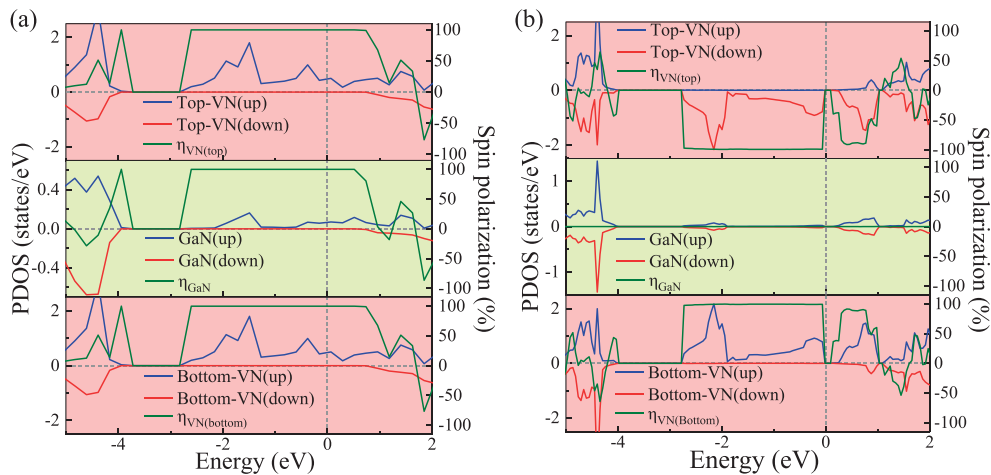 (a)
PDOS (states/eV)
2
0
-2
Top-VN(up)
Top-VN(down)
ηVN(top)
100
50
0
-50
-100
0.4
0.0
-0.4
GaN(up)
GaN(down)
ηGaN
100
50
0
-50
-100
2
0
-2
Bottom-VN(up)
Bottom-VN(down)
ηVN(bottom)
100
50
0
-50
-100
Spin polarization (%)
-4
-2
0
2
Energy (eV)
(b)
PDOS (states/eV)
2
0
-2
Top-VN(up)
Top-VN(down)
ηVN(top)
100
50
0
-50
-100
1
0
-1
GaN(up)
GaN(down)
ηGaN
100
50
0
-50
-100
2
0
-2
Bottom-VN(up)
Bottom-VN(down)
ηVN(Bottom)
100
50
0
-50
-100
Spin polarization (%)
-4
-2
0
2
Energy (eV)